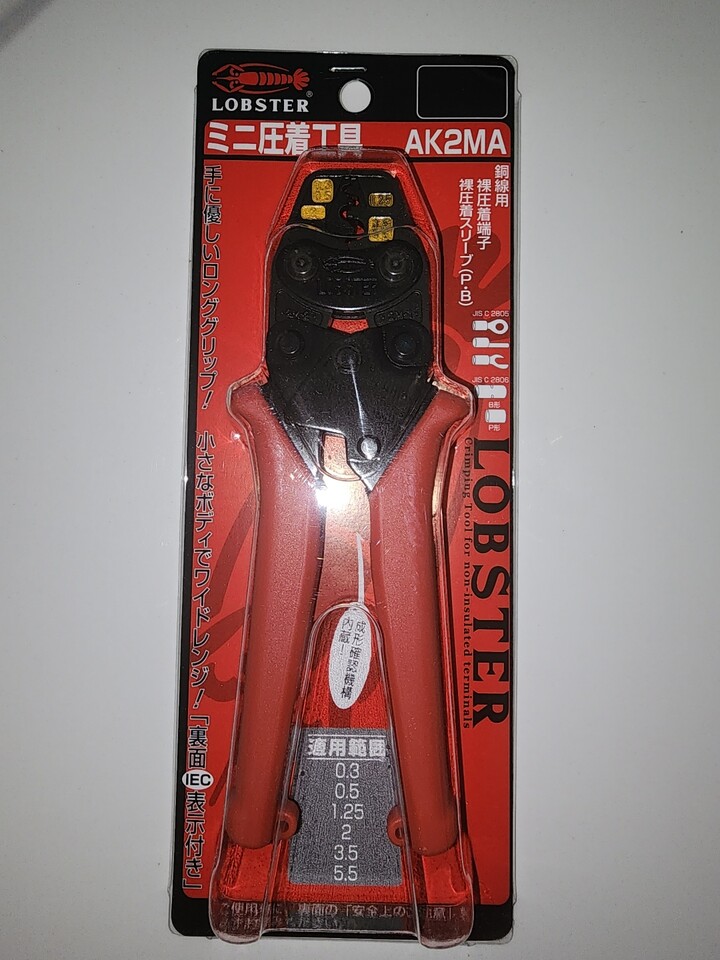 LOBSTER®
ミニ圧着工具 AK2MA
銅線用
裸圧着端子
裸圧着スリーブ(P・B)
JIS C 2805
JIS C 2806
B形
P形
手に優しいロンググリップ! 小さなボディでワイドレンジ!「裏面IEC表示付き」
LOBSTER
Crimping Tool for non-insulated terminals
成形確認機構
内蔵!
適用範囲
0.3
0.5
1.25
2
3.5
5.5